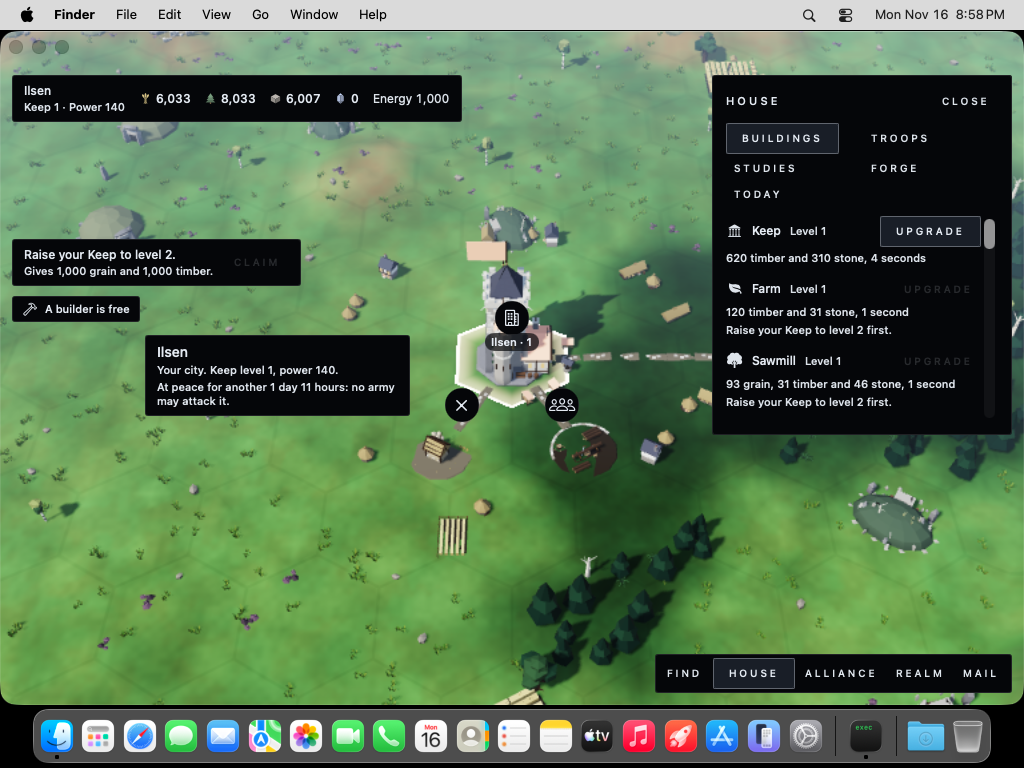 Finder File Edit View Go Window Help Mon Nov 16 8:58 PM
Ilsen
Keep 1 · Power 140
6,033 8,033 6,007 0 Energy 1,000
HOUSE CLOSE
BUILDINGS TROOPS
STUDIES FORGE
TODAY
Keep Level 1 UPGRADE
620 timber and 310 stone, 4 seconds
Farm Level 1 UPGRADE
120 timber and 31 stone, 1 second
Raise your Keep to level 2 first.
Sawmill Level 1 UPGRADE
93 grain, 31 timber and 46 stone, 1 second
Raise your Keep to level 2 first.
Raise your Keep to level 2.
Gives 1,000 grain and 1,000 timber.
CLAIM
A builder is free
Ilsen
Your city. Keep level 1, power 140.
At peace for another 1 day 11 hours: no army
may attack it.
Ilsen · 1
FIND HOUSE ALLIANCE REALM MAIL
Mon
16
tv
exec